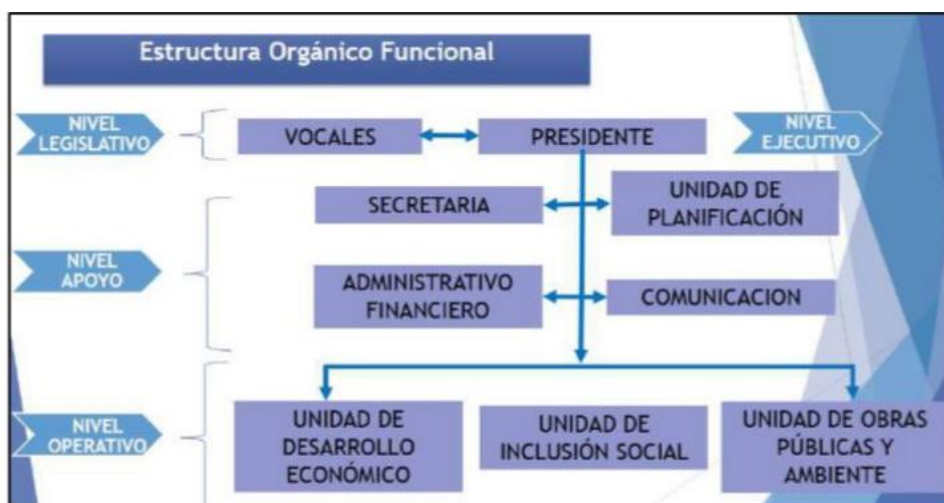 Estructura Orgánico Funcional
NIVEL
LEGISLATIVO
VOCALES
PRESIDENTE
NIVEL
EJECUTIVO
SECRETARIA
UNIDAD DE
PLANIFICACIÓN
NIVEL
APOYO
ADMINISTRATIVO
FINANCIERO
COMUNICACION
NIVEL
OPERATIVO
UNIDAD DE
DESARROLLO
ECONÓMICO
UNIDAD DE
INCLUSIÓN SOCIAL
UNIDAD DE OBRAS
PÚBLICAS Y
AMBIENTE